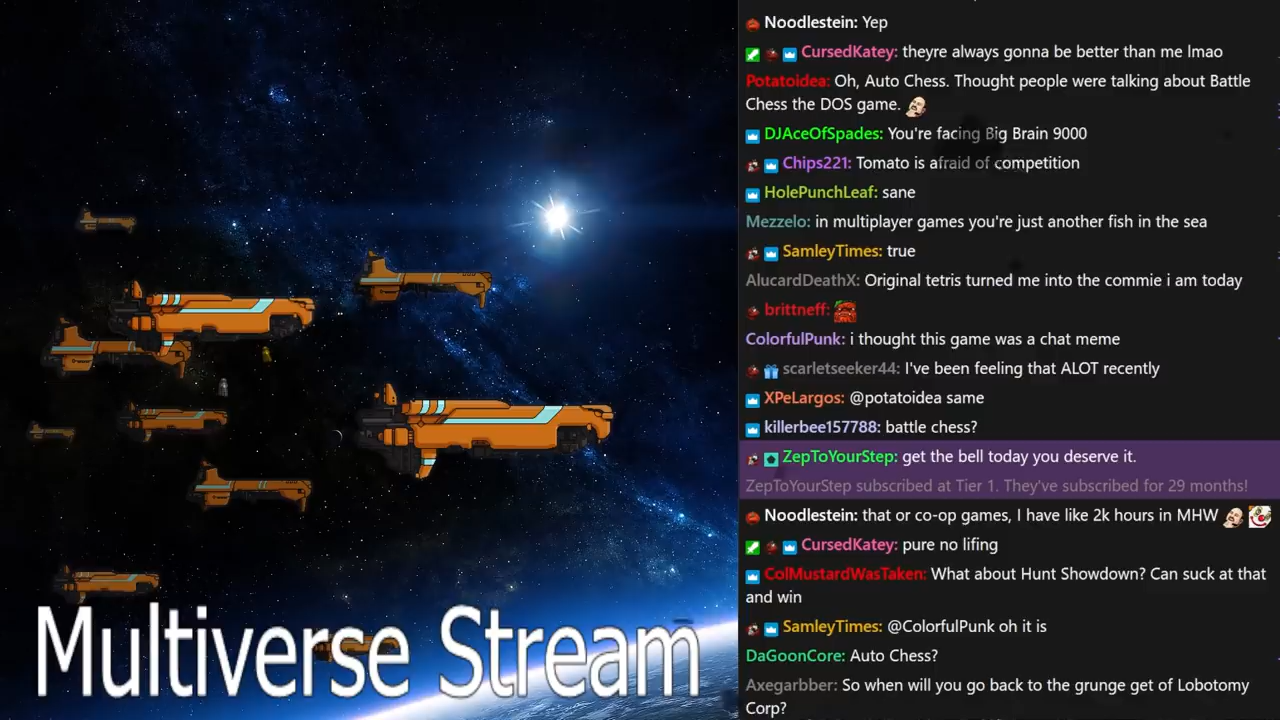 Noodlestein: Yep
CursedKatey: theyre always gonna be better than me lmao
Potatoidea: Oh, Auto Chess. Thought people were talking about Battle
Chess the DOS game.
DJAceOfSpades: You're facing Big Brain 9000
Chips221: Tomato is afraid of competition
HolePunchLeaf: sane
Mezzelo: in multiplayer games you're just another fish in the sea
SamleyTimes: true
AlucardDeathX: Original tetris turned me into the commie i am today
brittneff:
ColorfulPunk: i thought this game was a chat meme
scarletseeker44: I've been feeling that ALOT recently
XPeLargos: @potatoidea same
killerbee157788: battle chess?
ZepToYourStep: get the bell today you deserve it.
ZepToYourStep subscribed at Tier 1. They've subscribed for 29 months!
Noodlestein: that or co-op games, I have like 2k hours in MHW
CursedKatey: pure no lifing
ColMustardWasTaken: What about Hunt Showdown? Can suck at that
and win
SamleyTimes: @ColorfulPunk oh it is
DaGoonCore: Auto Chess?
Axegarbber: So when will you go back to the grunge get of Lobotomy
Corp?
Multiverse Stream